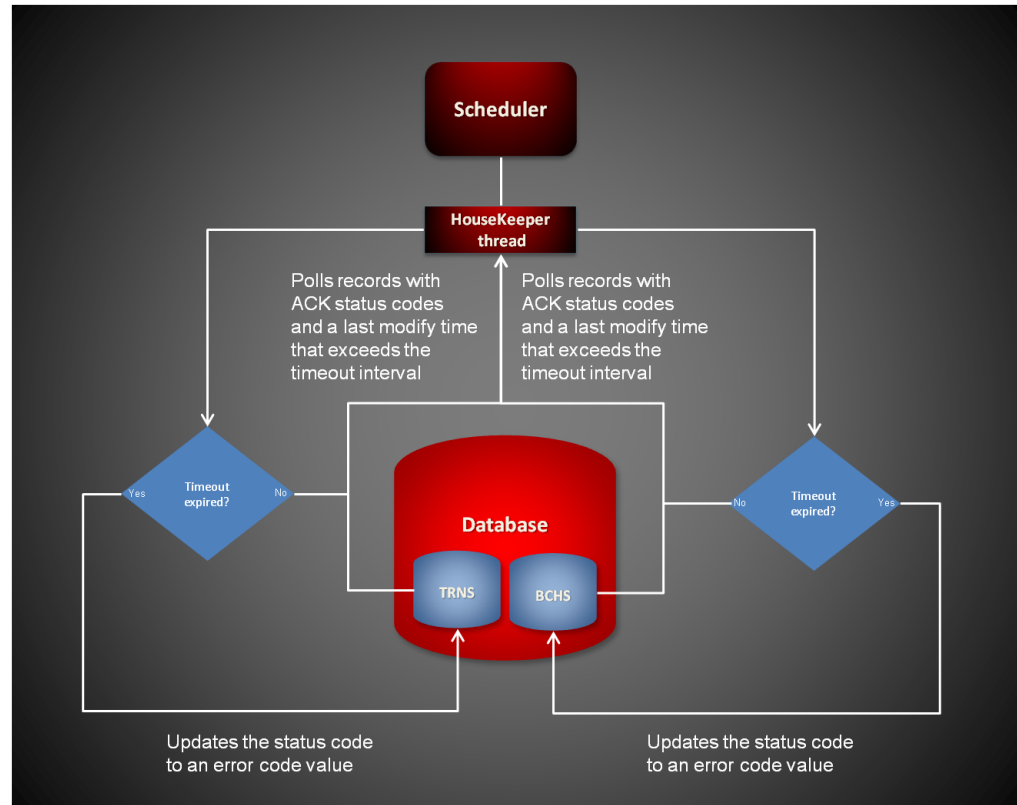 Scheduler
HouseKeeper
thread
Polls records with
ACK status codes
and a last modify time
that exceeds the
timeout interval
Polls records with
ACK status codes
and a last modify time
that exceeds the
timeout interval
Yes
Timeout
expired?
No
Database
TRNS
BCHS
No
Timeout
expired?
Yes
Updates the status code
to an error code value
Updates the status code
to an error code value